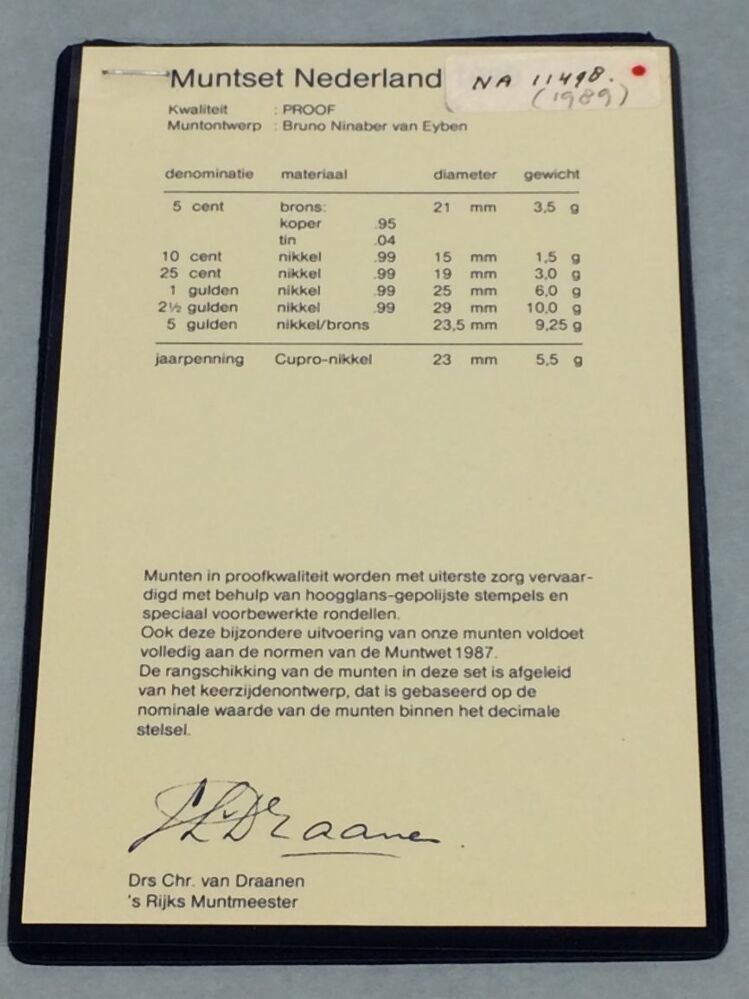 Muntset Nederland NA 11498.
(1989)
Kwaliteit : PROOF
Muntontwerp : Bruno Ninaber van Eyben
denominatie materiaal diameter gewicht
5 cent brons: 21 mm 3,5 g
koper .95
tin .04
10 cent nikkel .99 15 mm 1,5 g
25 cent nikkel .99 19 mm 3,0 g
1 gulden nikkel .99 25 mm 6,0 g
2½ gulden nikkel .99 29 mm 10,0 g
5 gulden nikkel/brons 23,5 mm 9,25 g
jaarpenning Cupro-nikkel 23 mm 5,5 g
Munten in proofkwaliteit worden met uiterste zorg vervaar-
digd met behulp van hoogglans-gepolijste stempels en
speciaal voorbewerkte rondellen.
Ook deze bijzondere uitvoering van onze munten voldoet
volledig aan de normen van de Muntwet 1987.
De rangschikking van de munten in deze set is afgeleid
van het keerzijdenontwerp, dat is gebaseerd op de
nominale waarde van de munten binnen het decimale
stelsel.
Draanen
Drs Chr. van Draanen
's Rijks Muntmeester